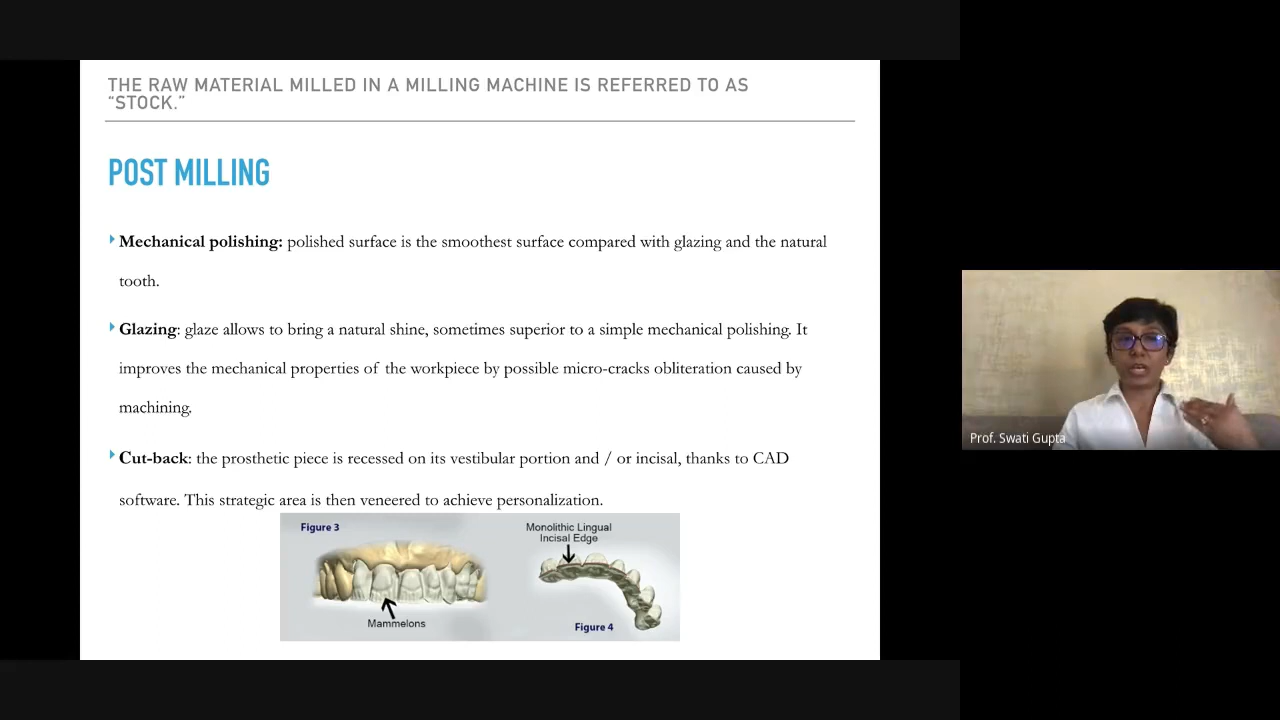 THE RAW MATERIAL MILLED IN A MILLING MACHINE IS REFERRED TO AS
“STOCK.”
POST MILLING
Mechanical polishing: polished surface is the smoothest surface compared with glazing and the natural
tooth.
Glazing: glaze allows to bring a natural shine, sometimes superior to a simple mechanical polishing. It
improves the mechanical properties of the workpiece by possible micro-cracks obliteration caused by
machining.
Cut-back: the prosthetic piece is recessed on its vestibular portion and / or incisal, thanks to CAD
software. This strategic area is then veneered to achieve personalization.
Figure 3
Mammelons
Monolithic Lingual
Incisal Edge
Figure 4
Prof. Swati Gupta